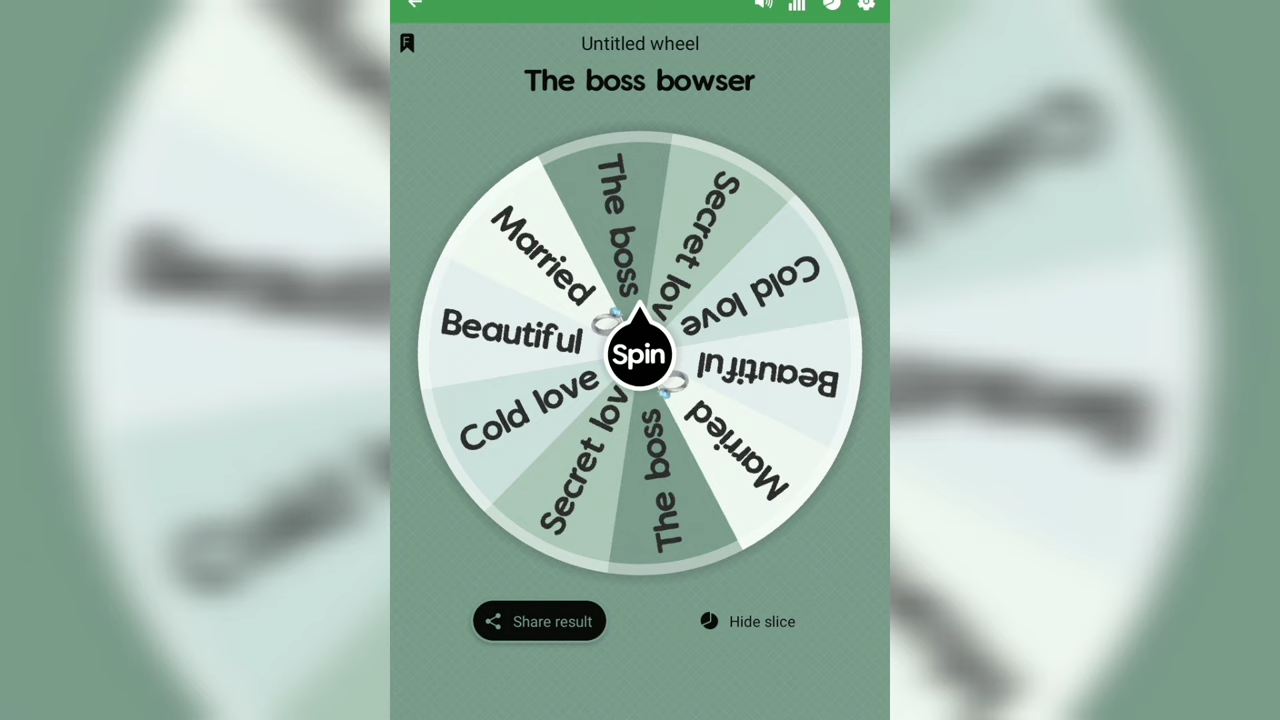 Untitled wheel
The boss bowser
The boss
Secret lov
Cold love
Beautiful
Married
The boss
Secret lov
Cold love
Beautiful
Married
Spin
Share result
Hide slice